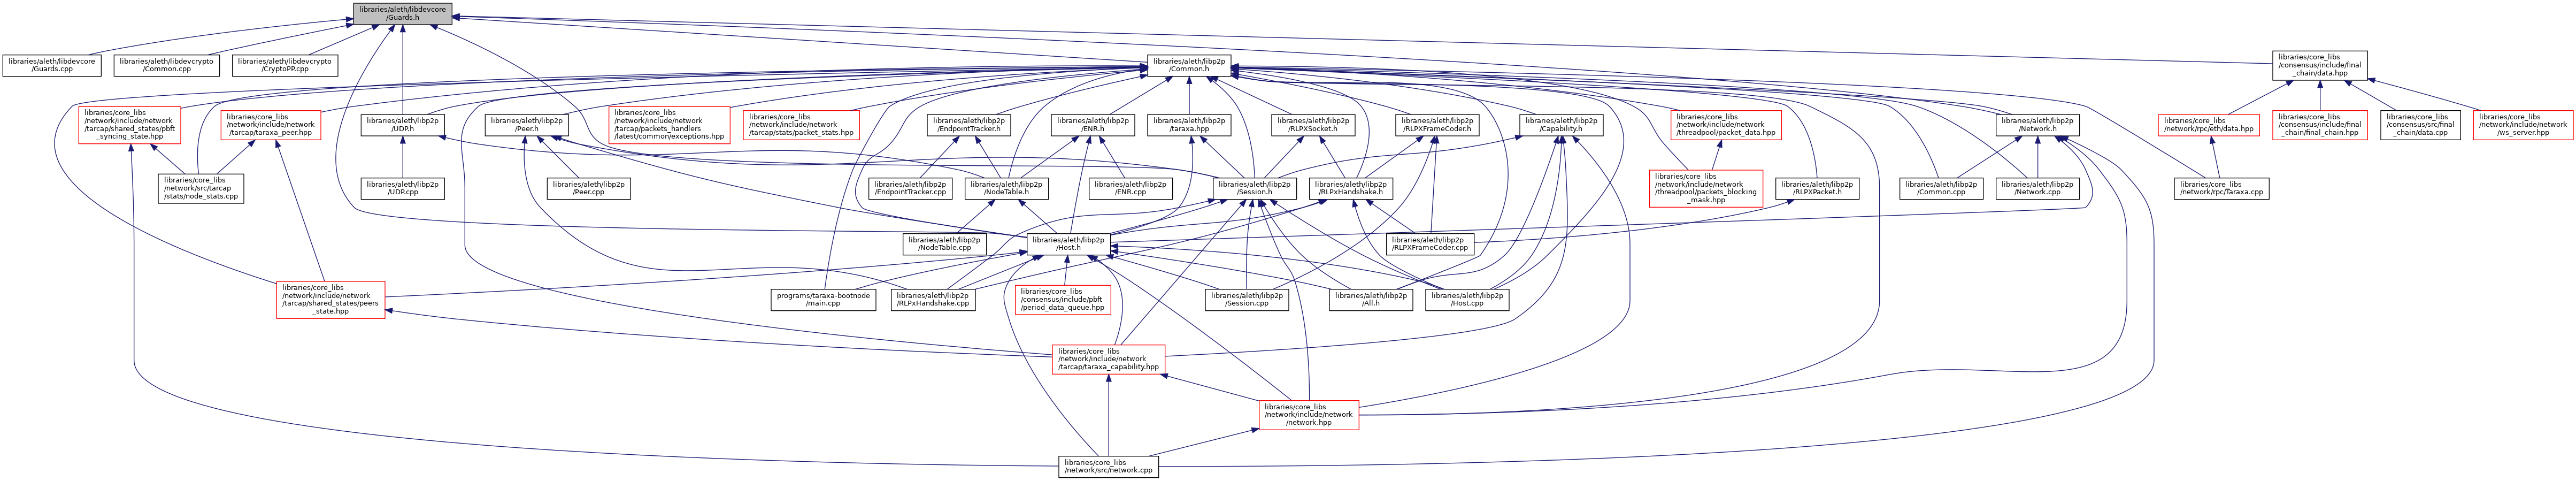 libraries/aleth/libdevcore
/Guards.h
libraries/aleth/libdevcore
/Guards.cpp
libraries/aleth/libdevcrypto
/Common.cpp
libraries/aleth/libdevcrypto
/CryptoPP.cpp
libraries/aleth/libp2p
/Common.h
libraries/core_libs
/consensus/include/final
_chain/data.hpp
libraries/core_libs
/network/include/network
/tarcap/shared_states/pbft
_syncing_state.hpp
libraries/core_libs
/network/include/network
/tarcap/taraxa_peer.hpp
libraries/aleth/libp2p
/UDP.h
libraries/aleth/libp2p
/Peer.h
libraries/core_libs
/network/include/network
/tarcap/packets_handlers
/latest/common/exceptions.hpp
libraries/core_libs
/network/include/network
/tarcap/stats/packet_stats.hpp
libraries/aleth/libp2p
/EndpointTracker.h
libraries/aleth/libp2p
/ENR.h
libraries/aleth/libp2p
/taraxa.hpp
libraries/aleth/libp2p
/RLPXSocket.h
libraries/aleth/libp2p
/RLPXFrameCoder.h
libraries/aleth/libp2p
/Capability.h
libraries/core_libs
/network/include/network
/threadpool/packet_data.hpp
libraries/aleth/libp2p
/Network.h
libraries/core_libs
/network/rpc/eth/data.hpp
libraries/core_libs
/consensus/include/final
_chain/final_chain.hpp
libraries/core_libs
/consensus/src/final
_chain/data.cpp
libraries/core_libs
/network/include/network
/ws_server.hpp
libraries/core_libs
/network/src/tarcap
/stats/node_stats.cpp
libraries/aleth/libp2p
/UDP.cpp
libraries/aleth/libp2p
/Peer.cpp
libraries/aleth/libp2p
/EndpointTracker.cpp
libraries/aleth/libp2p
/NodeTable.h
libraries/aleth/libp2p
/ENR.cpp
libraries/aleth/libp2p
/Session.h
libraries/aleth/libp2p
/RLPxHandshake.h
libraries/core_libs
/network/include/network
/threadpool/packets_blocking
_mask.hpp
libraries/aleth/libp2p
/RLPXPacket.h
libraries/aleth/libp2p
/Common.cpp
libraries/aleth/libp2p
/Network.cpp
libraries/core_libs
/network/rpc/Taraxa.cpp
libraries/aleth/libp2p
/NodeTable.cpp
libraries/aleth/libp2p
/Host.h
libraries/aleth/libp2p
/RLPXFrameCoder.cpp
libraries/core_libs
/network/include/network
/tarcap/shared_states/peers
_state.hpp
programs/taraxa-bootnode
/main.cpp
libraries/aleth/libp2p
/RLPxHandshake.cpp
libraries/core_libs
/consensus/include/pbft
/period_data_queue.hpp
libraries/aleth/libp2p
/Session.cpp
libraries/aleth/libp2p
/All.h
libraries/aleth/libp2p
/Host.cpp
libraries/core_libs
/network/include/network
/tarcap/taraxa_capability.hpp
libraries/core_libs
/network/include/network
/network.hpp
libraries/core_libs
/network/src/network.cpp